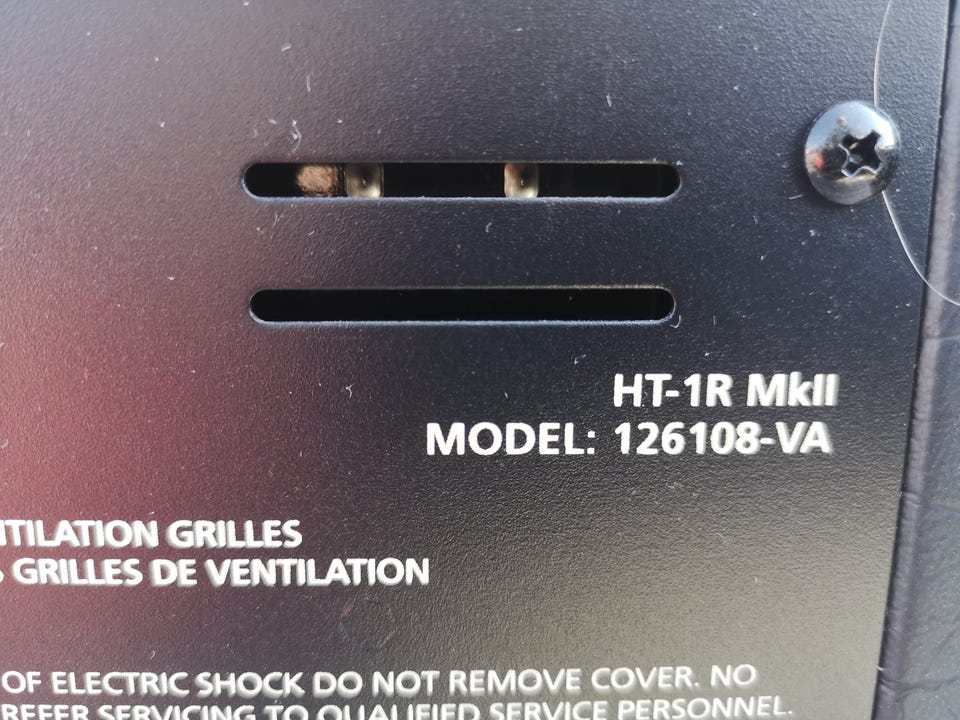 HT-1R MkII
MODEL: 126108-VA
GRILLES
GRILLES DE VENTILATION
OF ELECTRIC SHOCK DO NOT REMOVE COVER. NO
REFER SERVICING TO QUALIFIED SERVICE PERSONNEL.